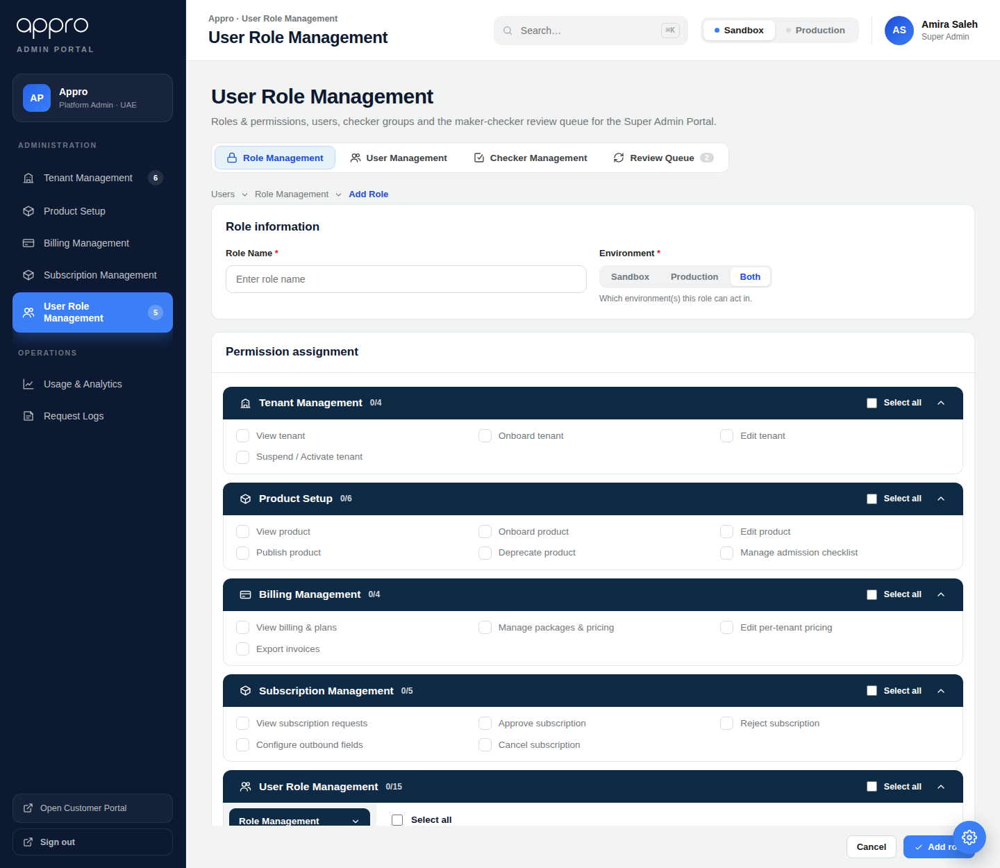 appro
ADMIN PORTAL
AP
Appro
Platform Admin · UAE
ADMINISTRATION
Tenant Management 6
Product Setup
Billing Management
Subscription Management
User Role
Management 5
OPERATIONS
Usage & Analytics
Request Logs
Open Customer Portal
Sign out
Appro · User Role Management
User Role Management
Search… ⌘K
Sandbox Production
AS
Amira Saleh
Super Admin
User Role Management
Roles & permissions, users, checker groups and the maker-checker review queue for the Super Admin Portal.
Role Management User Management Checker Management Review Queue 2
Users Role Management Add Role
Role information
Role Name * Environment *
Enter role name Sandbox Production Both
Which environment(s) this role can act in.
Permission assignment
Tenant Management 0/4 Select all
View tenant Onboard tenant Edit tenant
Suspend / Activate tenant
Product Setup 0/6 Select all
View product Onboard product Edit product
Publish product Deprecate product Manage admission checklist
Billing Management 0/4 Select all
View billing & plans Manage packages & pricing Edit per-tenant pricing
Export invoices
Subscription Management 0/5 Select all
View subscription requests Approve subscription Reject subscription
Configure outbound fields Cancel subscription
User Role Management 0/15 Select all
Role Management Select all
Cancel Add